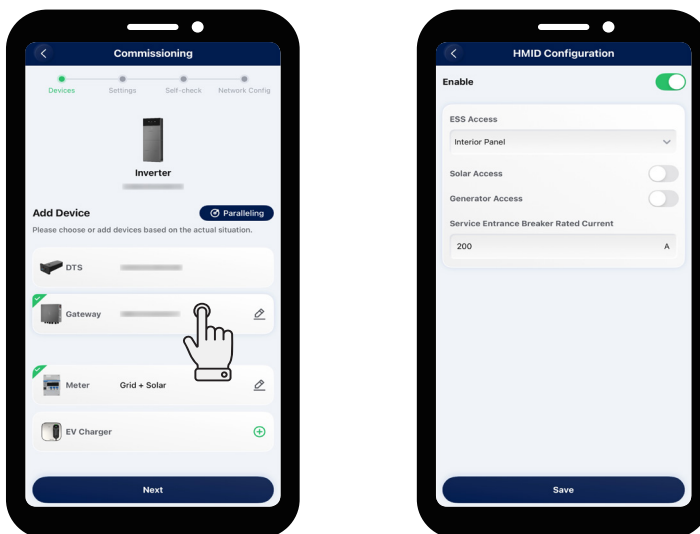 Commissioning
Devices Settings Self-check Network Config
Inverter
Add Device Paralleling
Please choose or add devices based on the actual situation.
DTS
Gateway
Meter Grid + Solar
EV Charger
Next
HMID Configuration
Enable
ESS Access
Interior Panel
Solar Access
Generator Access
Service Entrance Breaker Rated Current
200 A
Save